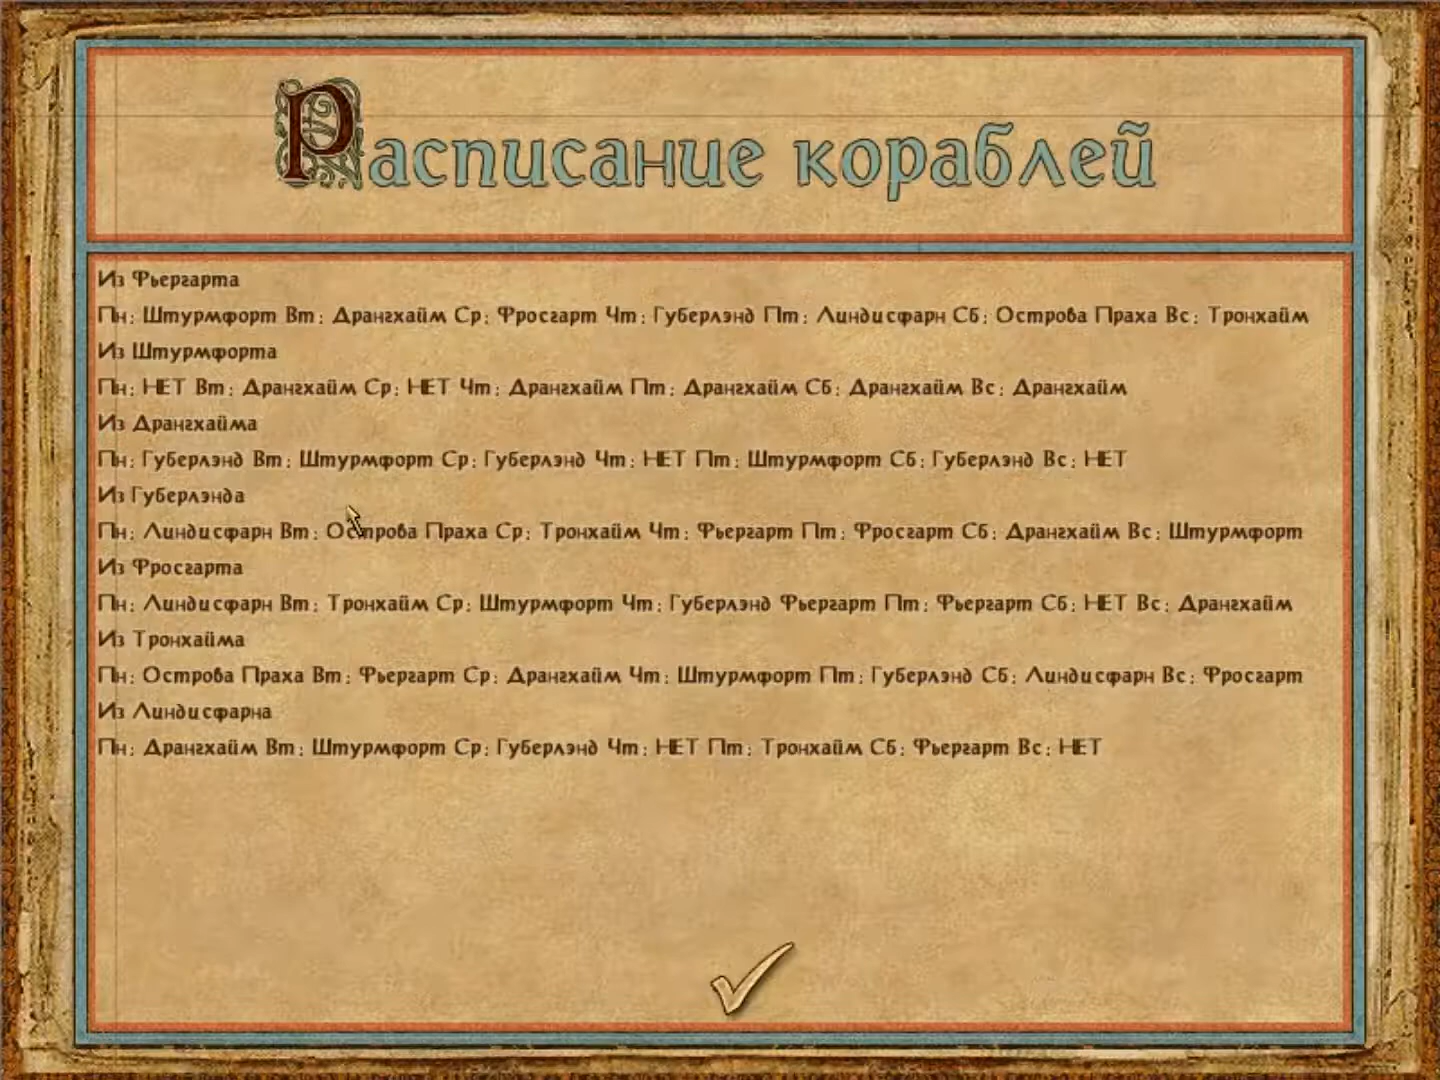 Расписание кораблей
Из Фьергарта
Пн: Штурмфорт Вт: Дрангхайм Ср: Фросгарт Чт: Губерлэнд Пт: Линдисфарн Сб: Острова Праха Вс: Тронхайм
Из Штурмфорта
Пн: НЕТ Вт: Дрангхайм Ср: НЕТ Чт: Дрангхайм Пт: Дрангхайм Сб: Дрангхайм Вс: Дрангхайм
Из Дрангхайма
Пн: Губерлэнд Вт: Штурмфорт Ср: Губерлэнд Чт: НЕТ Пт: Штурмфорт Сб: Губерлэнд Вс: НЕТ
Из Губерлэнда
Пн: Линдисфарн Вт: Острова Праха Ср: Тронхайм Чт: Фьергарт Пт: Фросгарт Сб: Дрангхайм Вс: Штурмфорт
Из Фросгарта
Пн: Линдисфарн Вт: Тронхайм Ср: Штурмфорт Чт: Губерлэнд Фьергарт Пт: Фьергарт Сб: НЕТ Вс: Дрангхайм
Из Тронхайма
Пн: Острова Праха Вт: Фьергарт Ср: Дрангхайм Чт: Штурмфорт Пт: Губерлэнд Сб: Линдисфарн Вс: Фросгарт
Из Линдисфарна
Пн: Дрангхайм Вт: Штурмфорт Ср: Губерлэнд Чт: НЕТ Пт: Тронхайм Сб: Фьергарт Вс: НЕТ